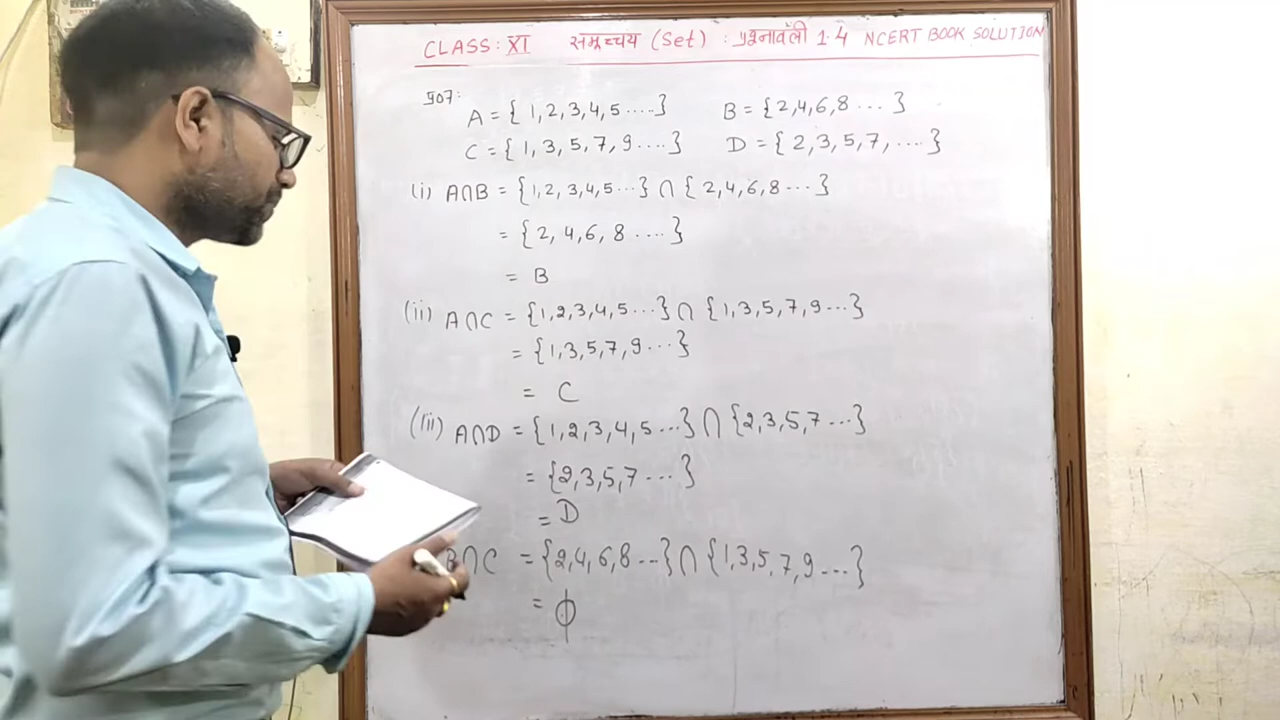 CLASS: XI समुच्चय (Set) : प्रश्नावली 1.4 NCERT BOOK SOLUTION
प्र०7:
A = { 1,2,3,4,5 ..... } B = {2,4,6,8 ... }
C = { 1, 3, 5, 7, 9 .... } D = { 2,3,5,7, .... }
(i) A∩B = {1,2, 3,4,5...} ∩ { 2,4,6,8 ... }
= { 2, 4, 6, 8 .... }
= B
(ii) A∩C = {1,2,3,4,5...} ∩ {1,3,5,7,9...}
= {1,3,5,7,9...}
= C
(iii) A∩D = {1,2,3,4,5...} ∩ {2,3,5,7...}
= {2,3,5,7...}
= D
B∩C = {2,4,6,8...} ∩ {1,3,5,7,9...}
= ϕ